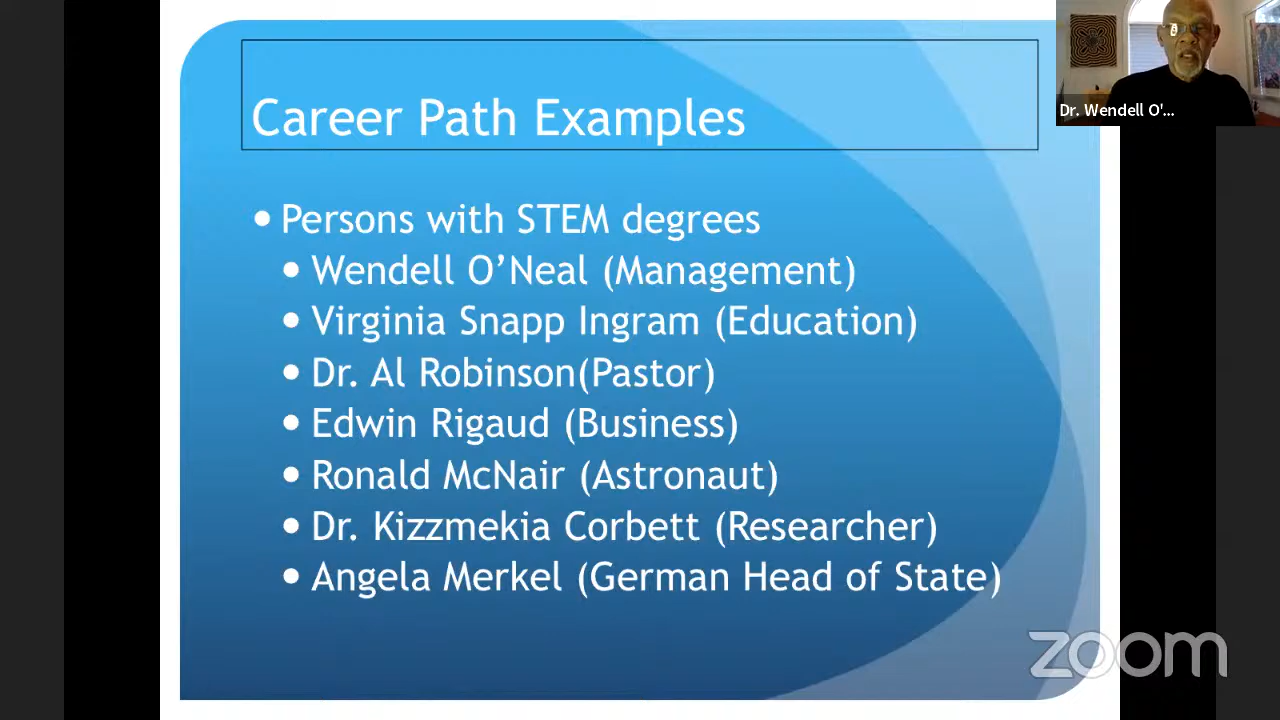 Career Path Examples
Persons with STEM degrees
Wendell O’Neal (Management)
Virginia Snapp Ingram (Education)
Dr. Al Robinson(Pastor)
Edwin Rigaud (Business)
Ronald McNair (Astronaut)
Dr. Kizzmekia Corbett (Researcher)
Angela Merkel (German Head of State)
Dr. Wendell O'...
zoom